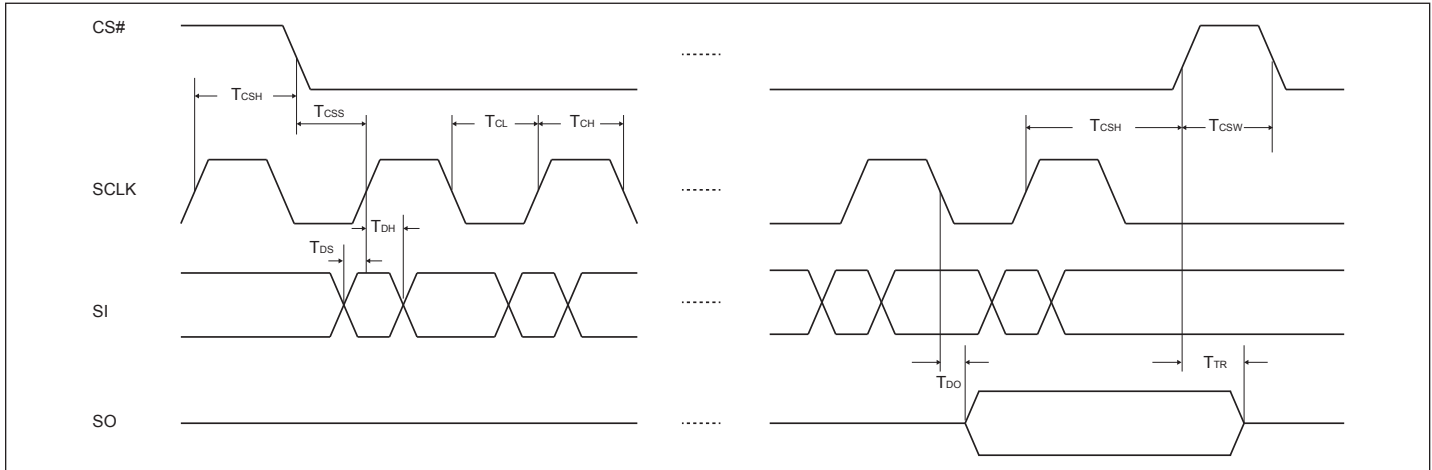 CS#
TCSH
TCSS
TCL
TCH
TCSH
TCSW
SCLK
TDH
TDS
SI
TDO
TTR
SO